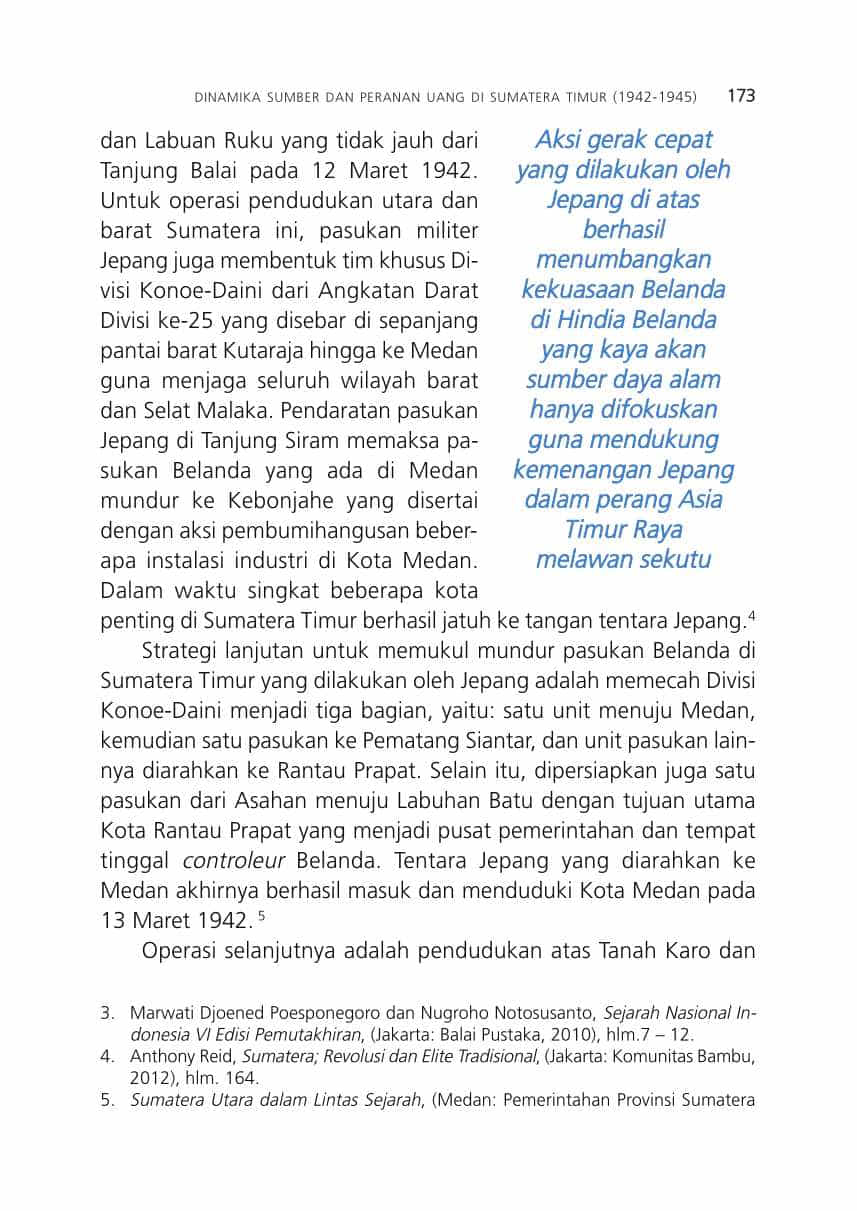 DINAMIKA SUMBER DAN PERANAN UANG DI SUMATERA TIMUR (1942-1945) 173
dan Labuan Ruku yang tidak jauh dari
Tanjung Balai pada 12 Maret 1942.
Untuk operasi pendudukan utara dan
barat Sumatera ini, pasukan militer
Jepang juga membentuk tim khusus Di-
visi Konoe-Daini dari Angkatan Darat
Divisi ke-25 yang disebar di sepanjang
pantai barat Kutaraja hingga ke Medan
guna menjaga seluruh wilayah barat
dan Selat Malaka. Pendaratan pasukan
Jepang di Tanjung Siram memaksa pa-
sukan Belanda yang ada di Medan
mundur ke Kebonjahe yang disertai
dengan aksi pembumihangusan beber-
apa instalasi industri di Kota Medan.
Dalam waktu singkat beberapa kota
penting di Sumatera Timur berhasil jatuh ke tangan tentara Jepang.4
Aksi gerak cepat
yang dilakukan oleh
Jepang di atas
berhasil
menumbangkan
kekuasaan Belanda
di Hindia Belanda
yang kaya akan
sumber daya alam
hanya difokuskan
guna mendukung
kemenangan Jepang
dalam perang Asia
Timur Raya
melawan sekutu
Strategi lanjutan untuk memukul mundur pasukan Belanda di
Sumatera Timur yang dilakukan oleh Jepang adalah memecah Divisi
Konoe-Daini menjadi tiga bagian, yaitu: satu unit menuju Medan,
kemudian satu pasukan ke Pematang Siantar, dan unit pasukan lain-
nya diarahkan ke Rantau Prapat. Selain itu, dipersiapkan juga satu
pasukan dari Asahan menuju Labuhan Batu dengan tujuan utama
Kota Rantau Prapat yang menjadi pusat pemerintahan dan tempat
tinggal controleur Belanda. Tentara Jepang yang diarahkan ke
Medan akhirnya berhasil masuk dan menduduki Kota Medan pada
13 Maret 1942. 5
Operasi selanjutnya adalah pendudukan atas Tanah Karo dan
3. Marwati Djoened Poesponegoro dan Nugroho Notosusanto, Sejarah Nasional In-
donesia VI Edisi Pemutakhiran, (Jakarta: Balai Pustaka, 2010), hlm.7 – 12.
4. Anthony Reid, Sumatera; Revolusi dan Elite Tradisional, (Jakarta: Komunitas Bambu,
2012), hlm. 164.
5. Sumatera Utara dalam Lintas Sejarah, (Medan: Pemerintahan Provinsi Sumatera